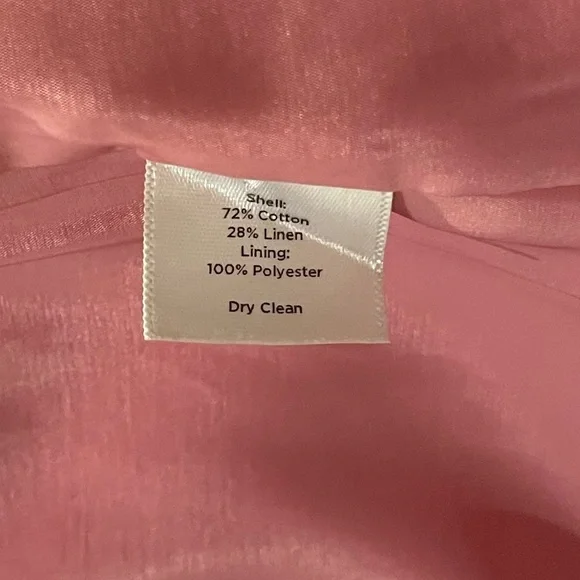 Shell:
72% Cotton
28% Linen
Lining:
100% Polyester
Dry Clean